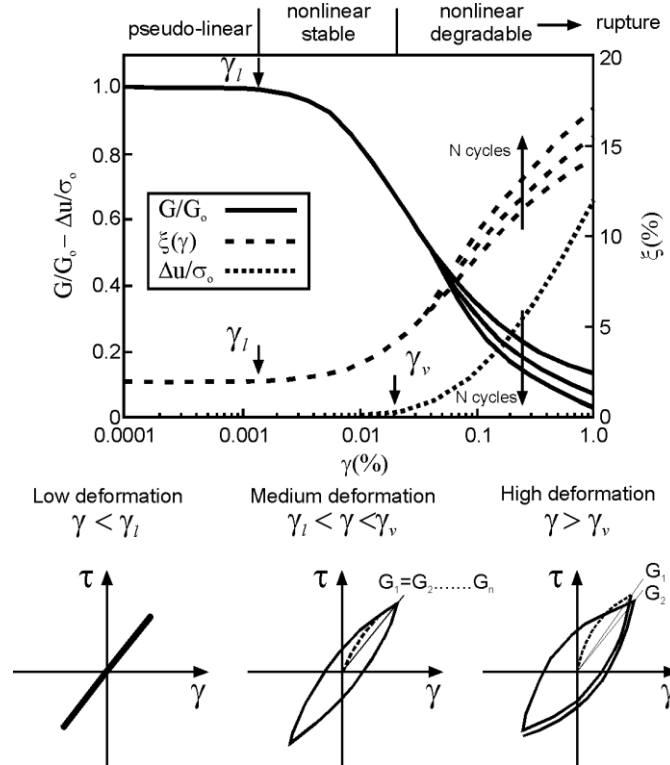 pseudo-linear
nonlinear
stable
nonlinear
degradable
rupture
γl
1.0
0.8
0.6
0.4
0.2
0
G/Go – Δu/σo
20
15
10
5
0
ξ(%)
N cycles
G/Go
ξ(γ)
Δu/σo
γl
γv
N cycles
0.0001
0.001
0.01
0.1
1.0
γ(%)
Low deformation
γ < γl
Medium deformation
γl < γ <γv
High deformation
γ > γv
τ
γ
τ
G1=G2.......Gn
γ
τ
G1
G2
γ